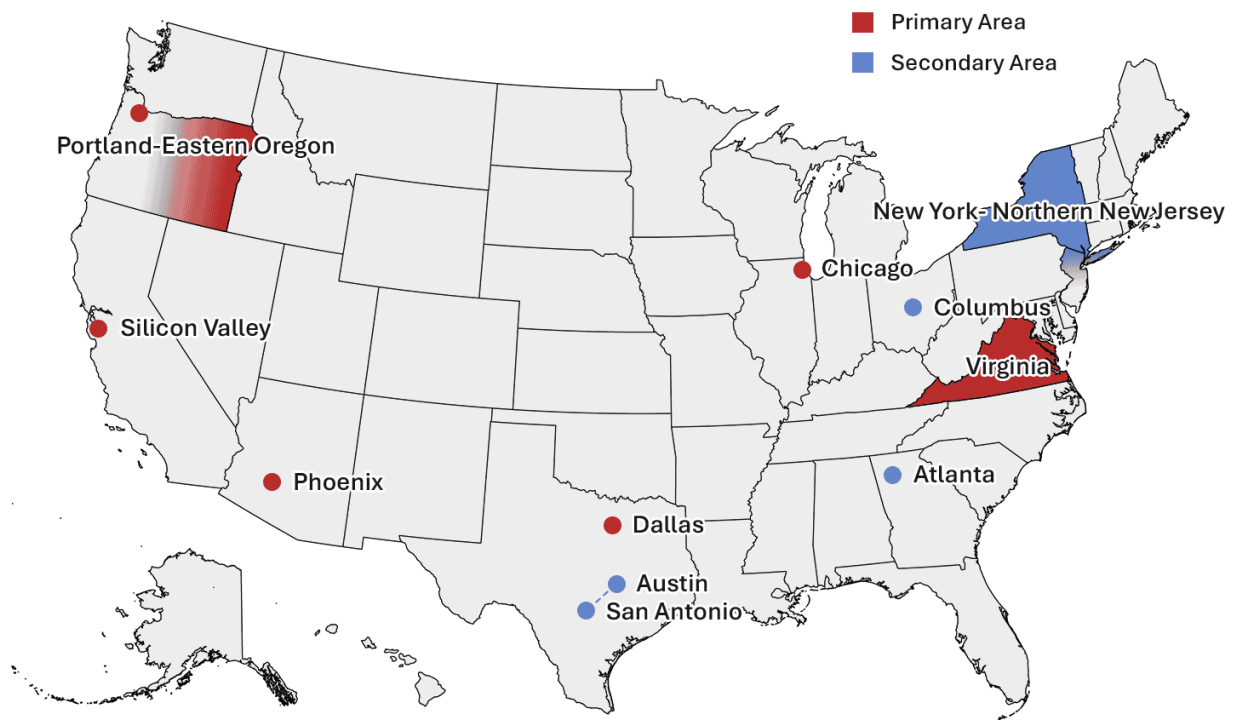 Primary Area
Secondary Area
Portland-Eastern Oregon
New York- Northern New Jersey
Chicago
Columbus
Silicon Valley
Virginia
Phoenix
Atlanta
Dallas
Austin
San Antonio